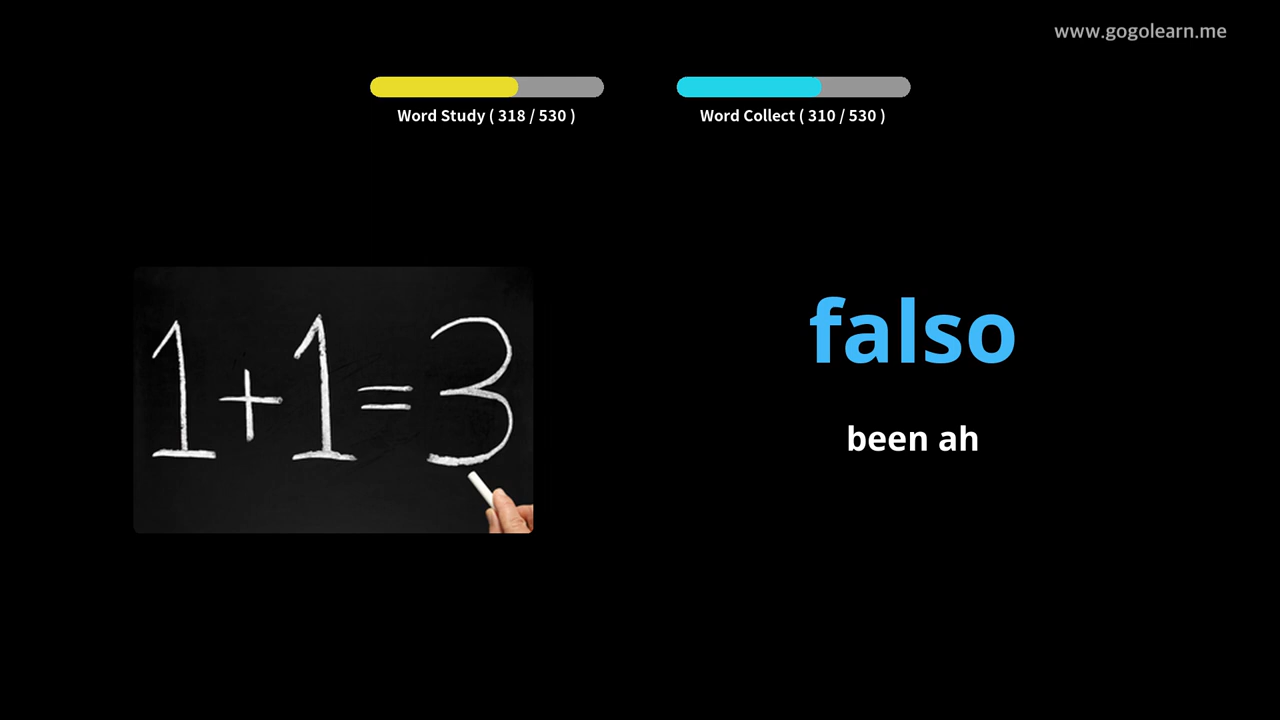 www.gogolearn.me
Word Study ( 318 / 530 )
Word Collect ( 310 / 530 )
1+1=3
falso
been ah